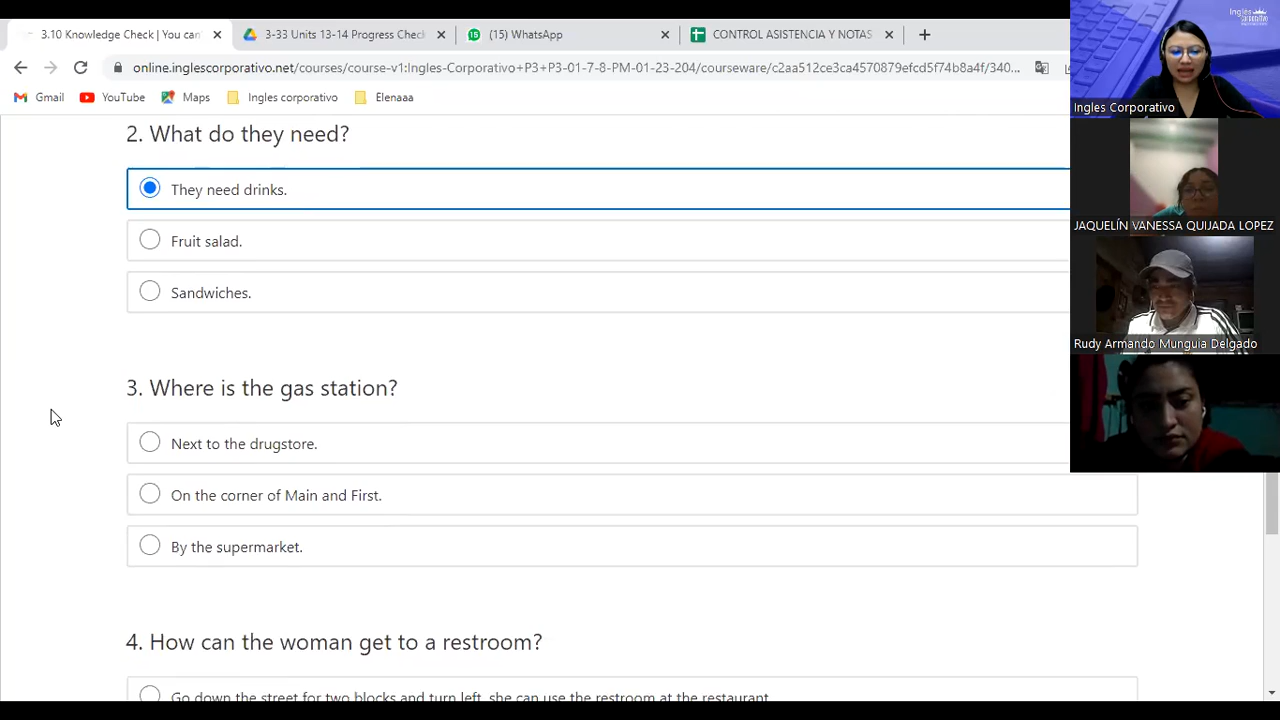 3.10 Knowledge Check | You can
3-33 Units 13-14 Progress Chec
(15) WhatsApp
CONTROL ASISTENCIA Y NOTAS
online.inglescorporativo.net/courses/course-v1:Ingles-Corporativo+P3+P3-01-7-8-PM-01-23-204/courseware/c2aa512ce3ca4570879efcd5f74b8a4f/340...
Gmail
YouTube
Maps
Ingles corporativo
Elenaaa
2. What do they need?
They need drinks.
Fruit salad.
Sandwiches.
3. Where is the gas station?
Next to the drugstore.
On the corner of Main and First.
By the supermarket.
4. How can the woman get to a restroom?
Go down the street for two blocks and turn left, she can use the restroom at the restaurant
Ingles Corporativo
JAQUELÍN VANESSA QUIJADA LOPEZ
Rudy Armando Munguia Delgado